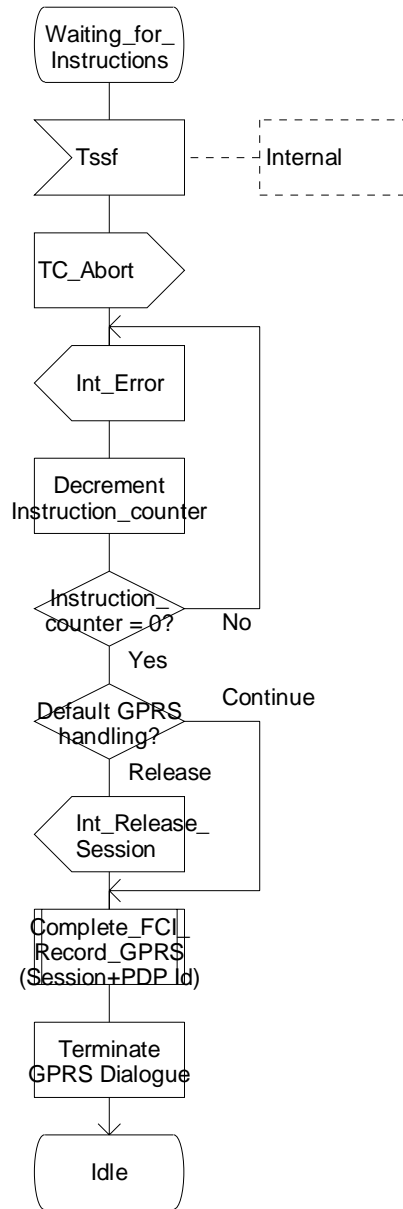 Waiting_for_
Instructions
Tssf
Internal
TC_Abort
Int_Error
Decrement
Instruction_counter
Instruction_
counter = 0?
No
Yes
Default GPRS
handling?
Continue
Release
Int_Release_
Session
Complete_FCI_
Record_GPRS
(Session+PDP Id)
Terminate
GPRS Dialogue
Idle